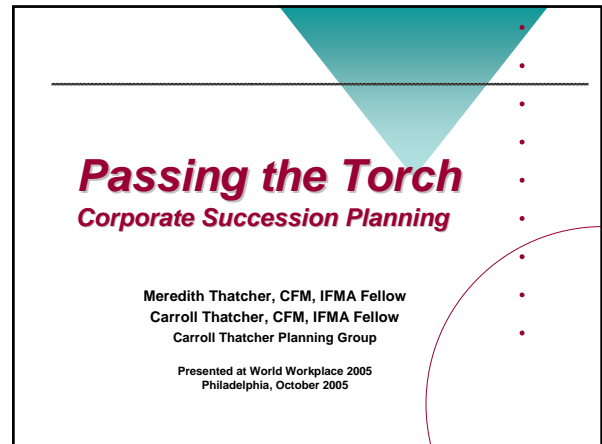 Passing the Torch
Corporate Succession Planning
Meredith Thatcher, CFM, IFMA Fellow
Carroll Thatcher, CFM, IFMA Fellow
Carroll Thatcher Planning Group
Presented at World Workplace 2005
Philadelphia, October 2005